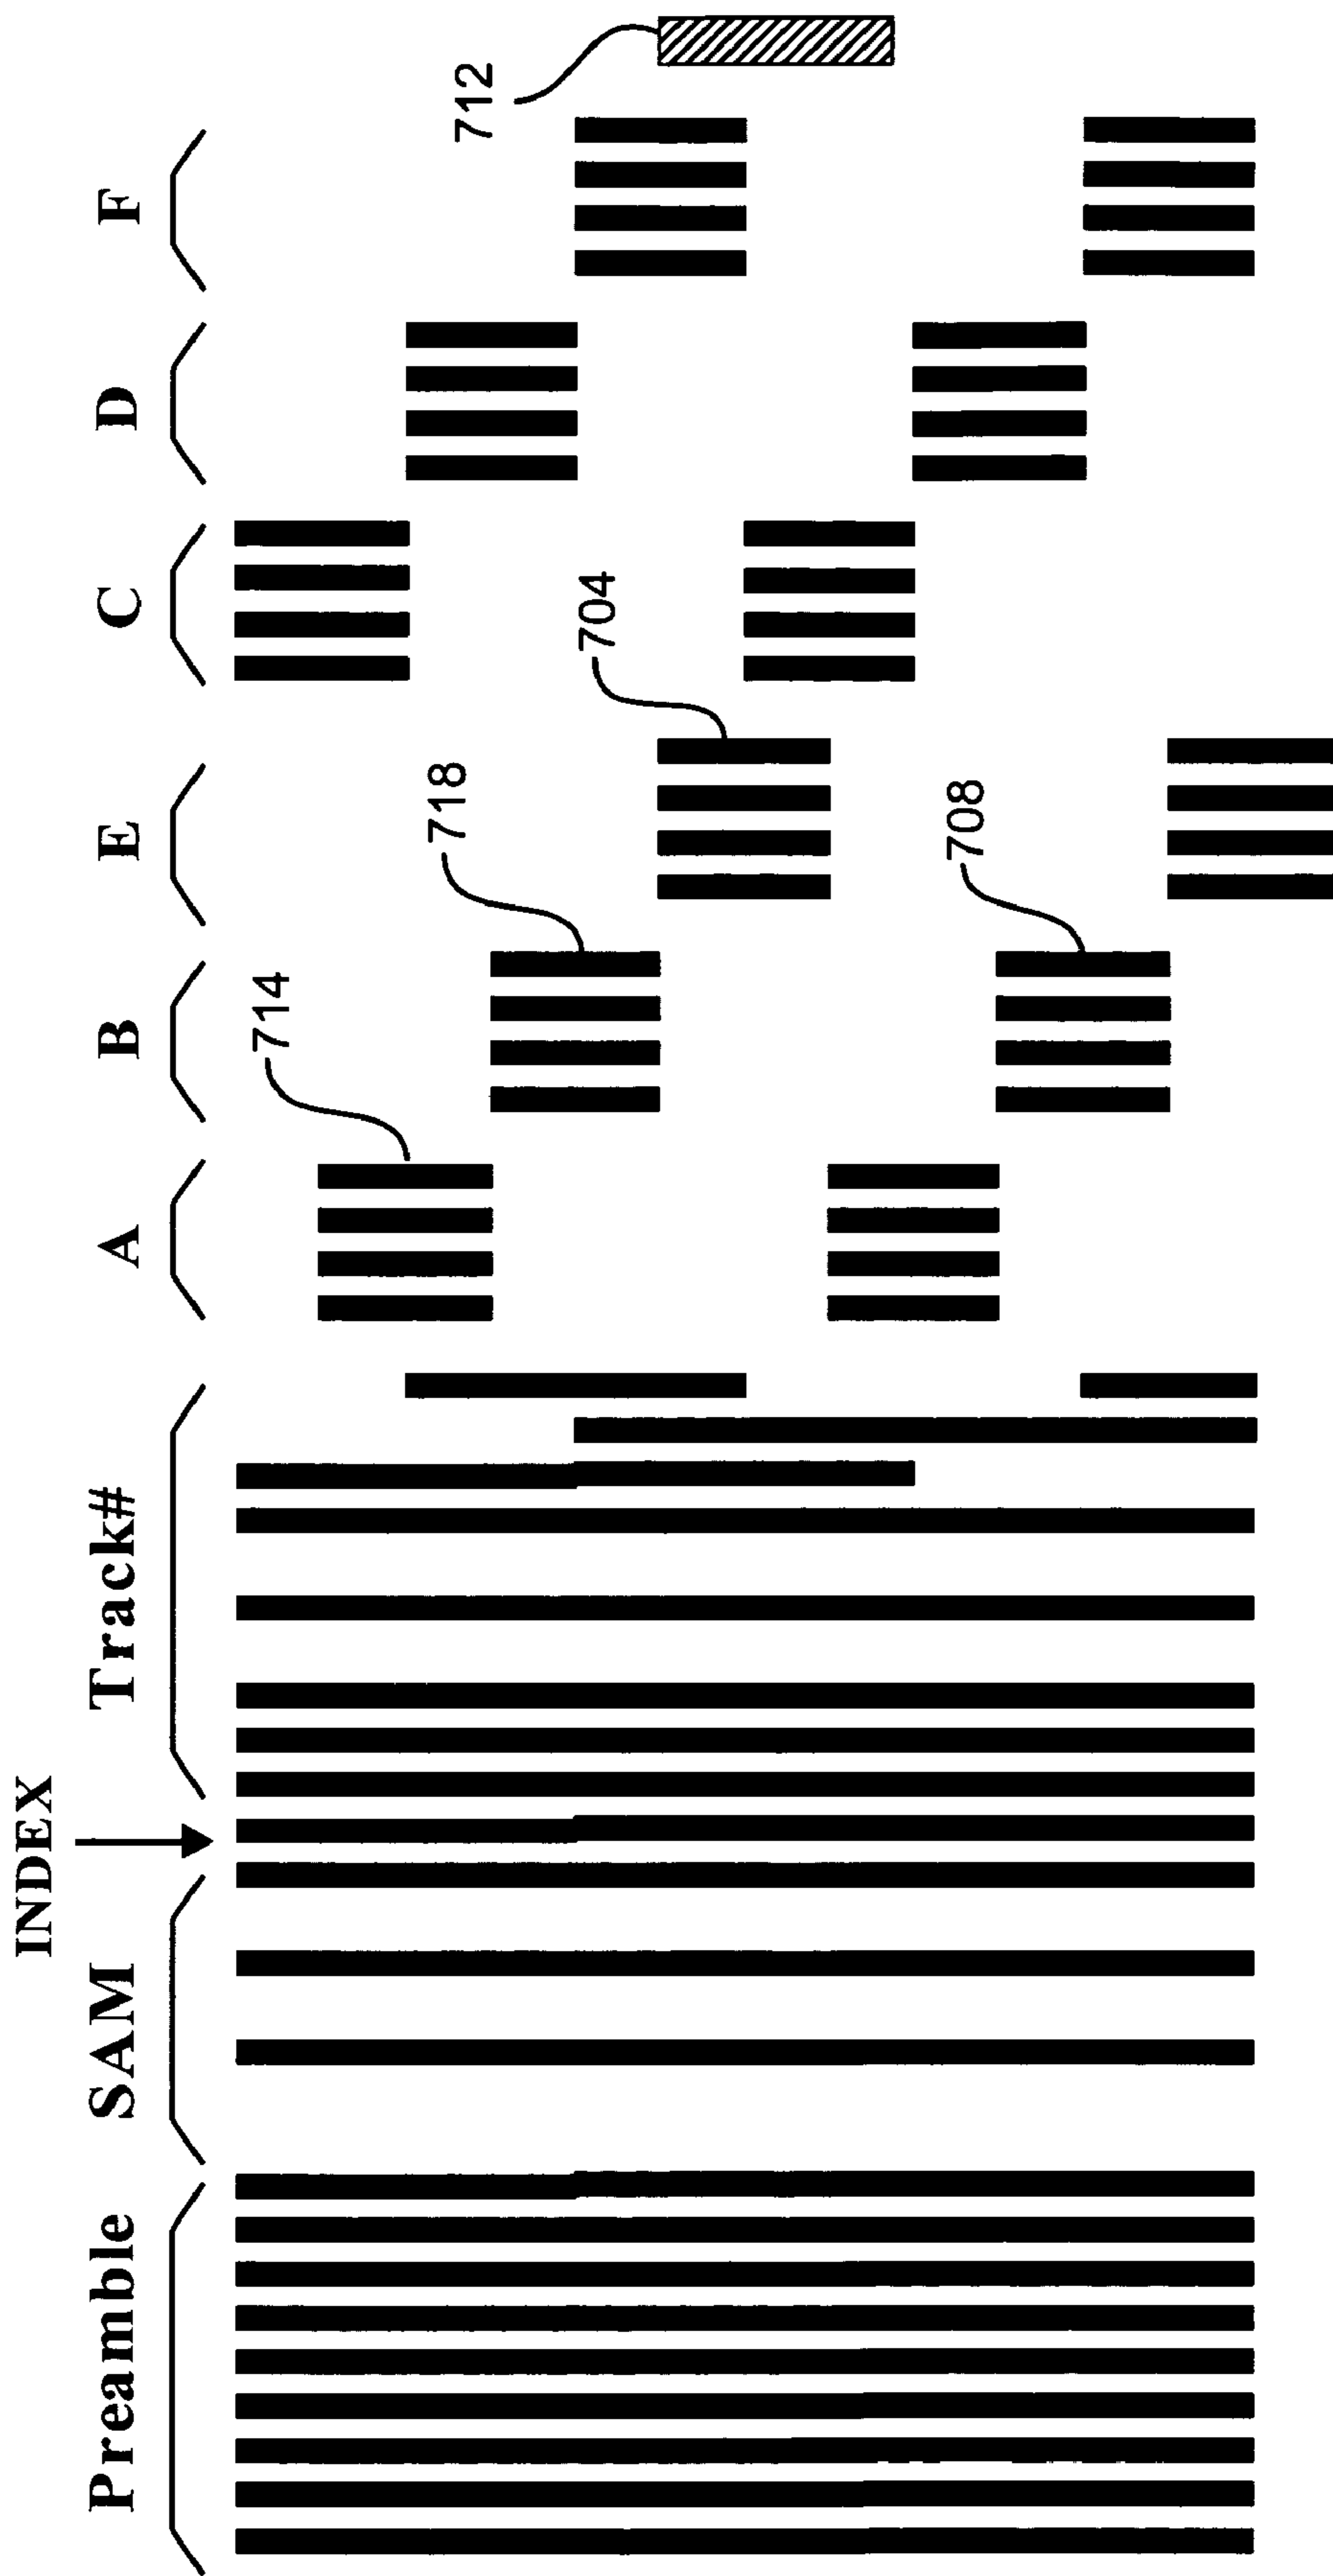 INDEX
Preamble SAM Track# A B E C D F
714
718
704
708
712